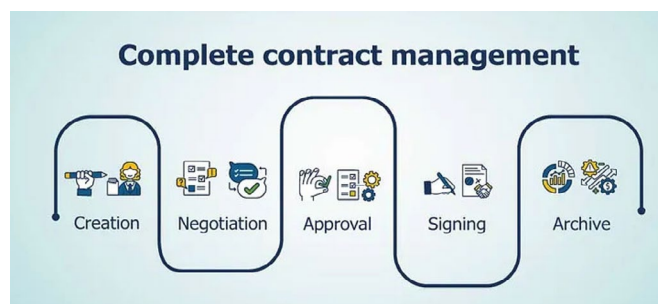 Complete contract management
Creation
Negotiation
Approval
Signing
Archive